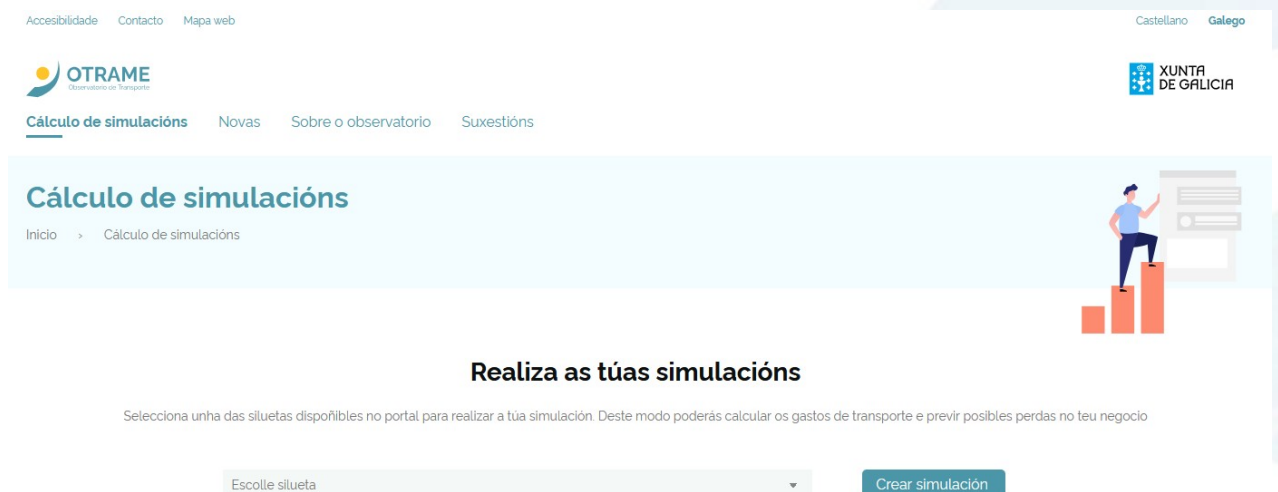 Accesibilidade Contacto Mapa web Castellano Galego
OTRAME
Observatorio de Transporte
XUNTA
DE GALICIA
Cálculo de simulacións Novas Sobre o observatorio Suxestións
Cálculo de simulacións
Inicio > Cálculo de simulacións
Realiza as túas simulacións
Selecciona unha das siluetas dispoñibles no portal para realizar a túa simulación. Deste modo poderás calcular os gastos de transporte e previr posibles perdas no teu negocio
Escolle silueta Crear simulación